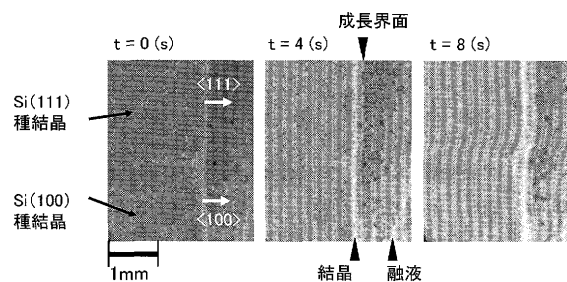 成長界面
t=0(s)
t=4(s)
t=8(s)
Si(111)
種結晶
〈111〉
Si(100)
種結晶
〈100〉
1mm
結晶
融液